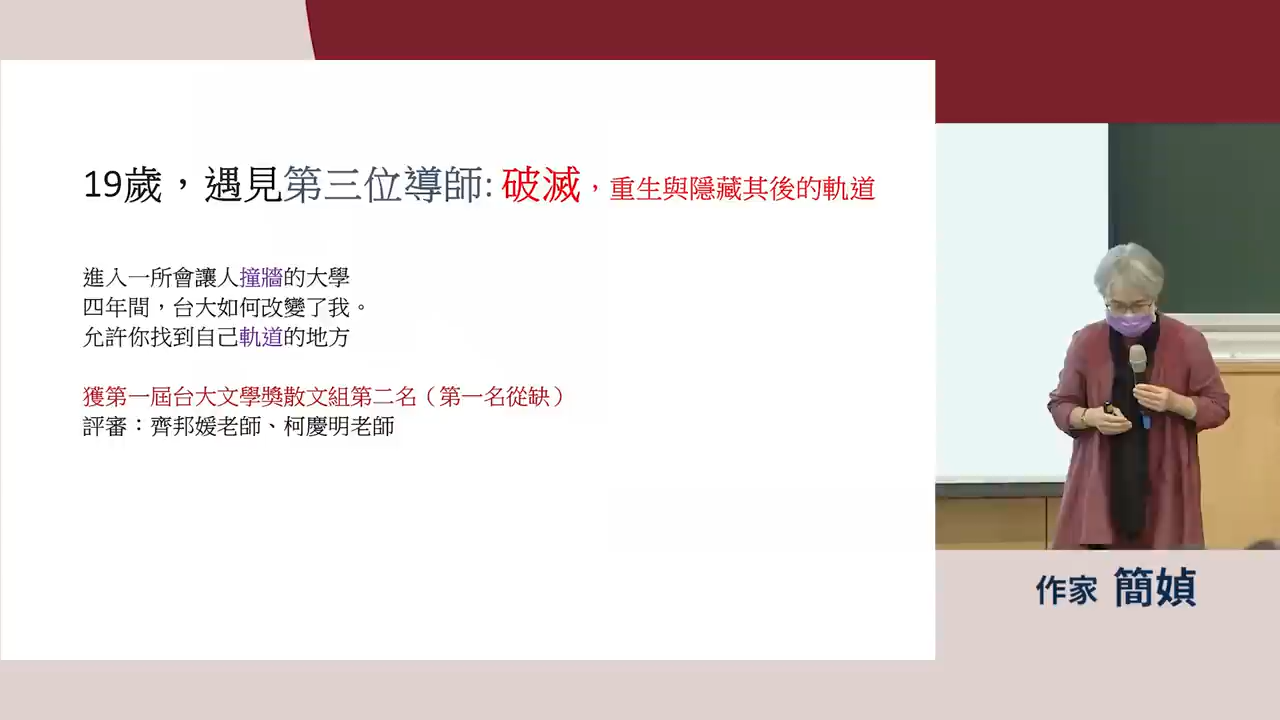 19歲，遇見第三位導師: 破滅，重生與隱藏其後的軌道
進入一所會讓人撞牆的大學
四年間，台大如何改變了我。
允許你找到自己軌道的地方
獲第一屆台大文學獎散文組第二名（第一名從缺）
評審：齊邦媛老師、柯慶明老師
作家 簡媜